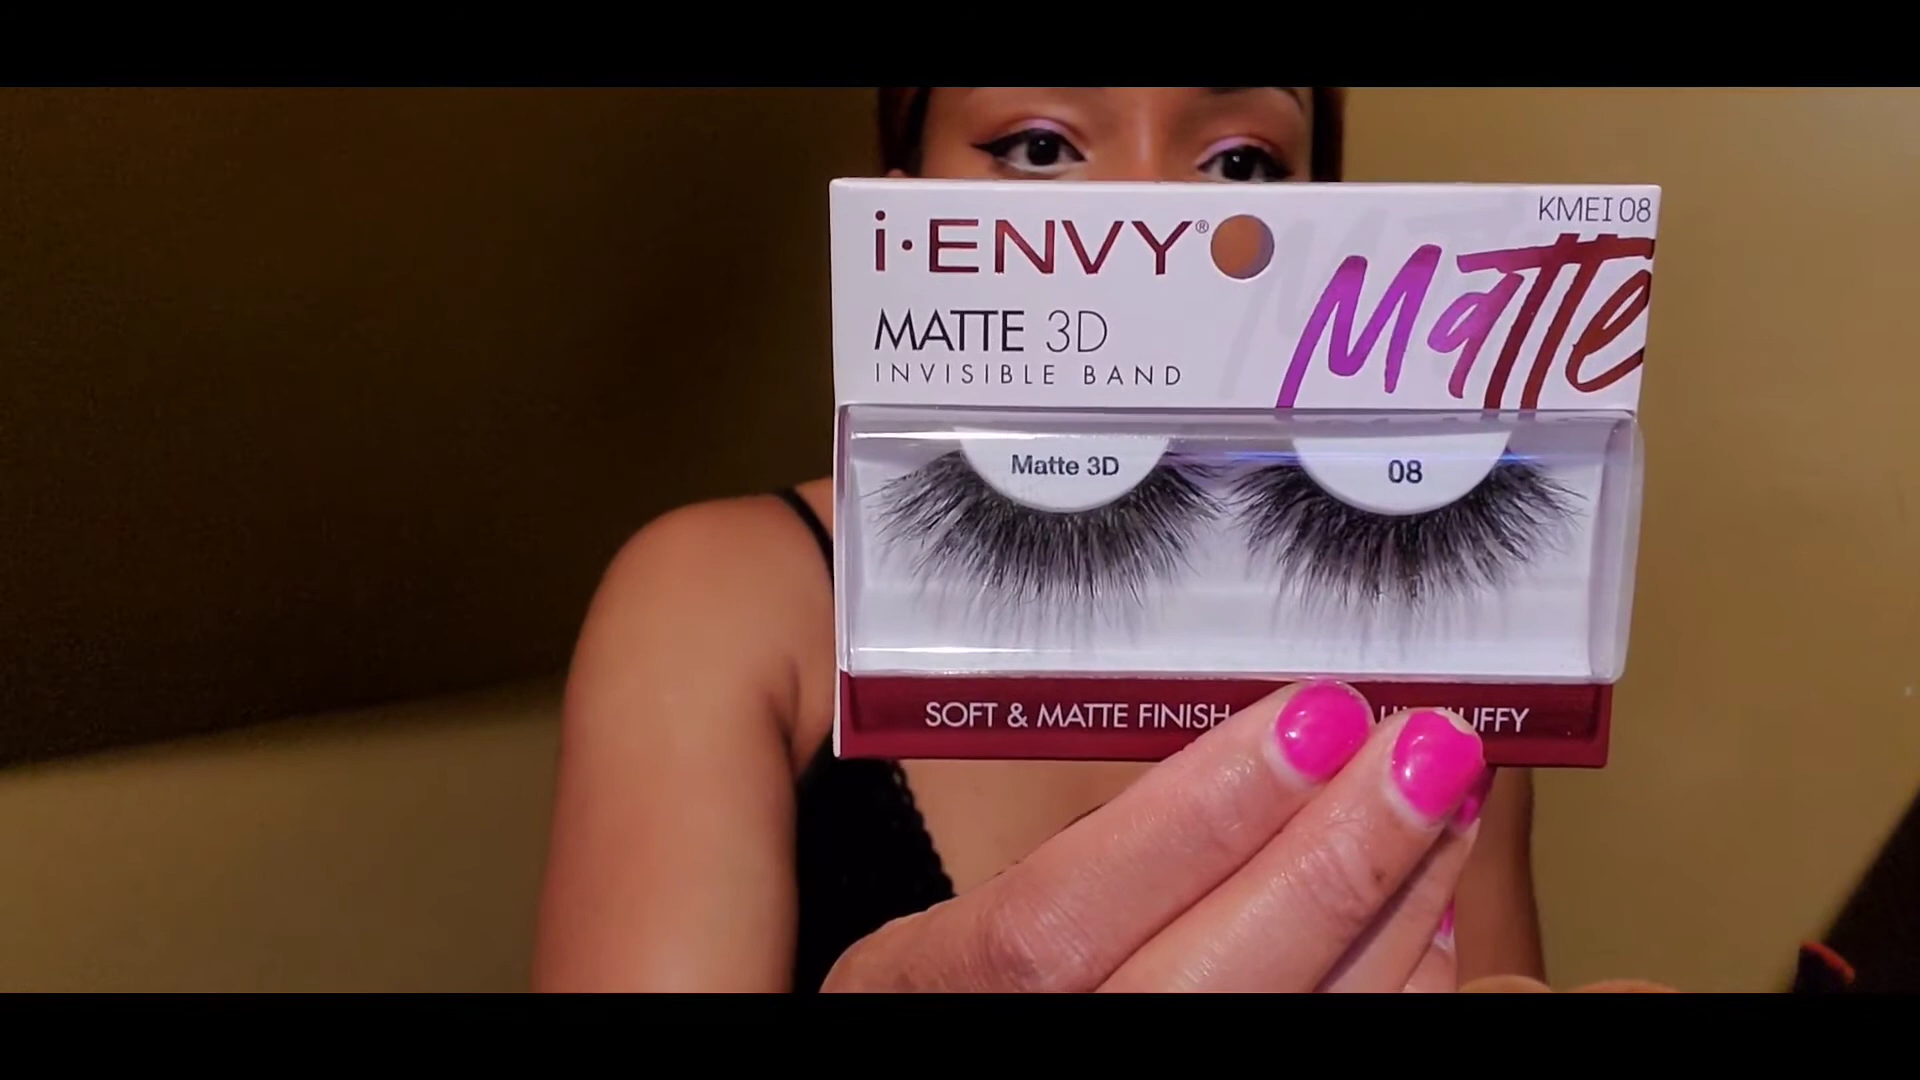 i·ENVY®
KMEI 08
Matte
MATTE 3D
INVISIBLE BAND
Matte 3D
08
SOFT & MATTE FINISH